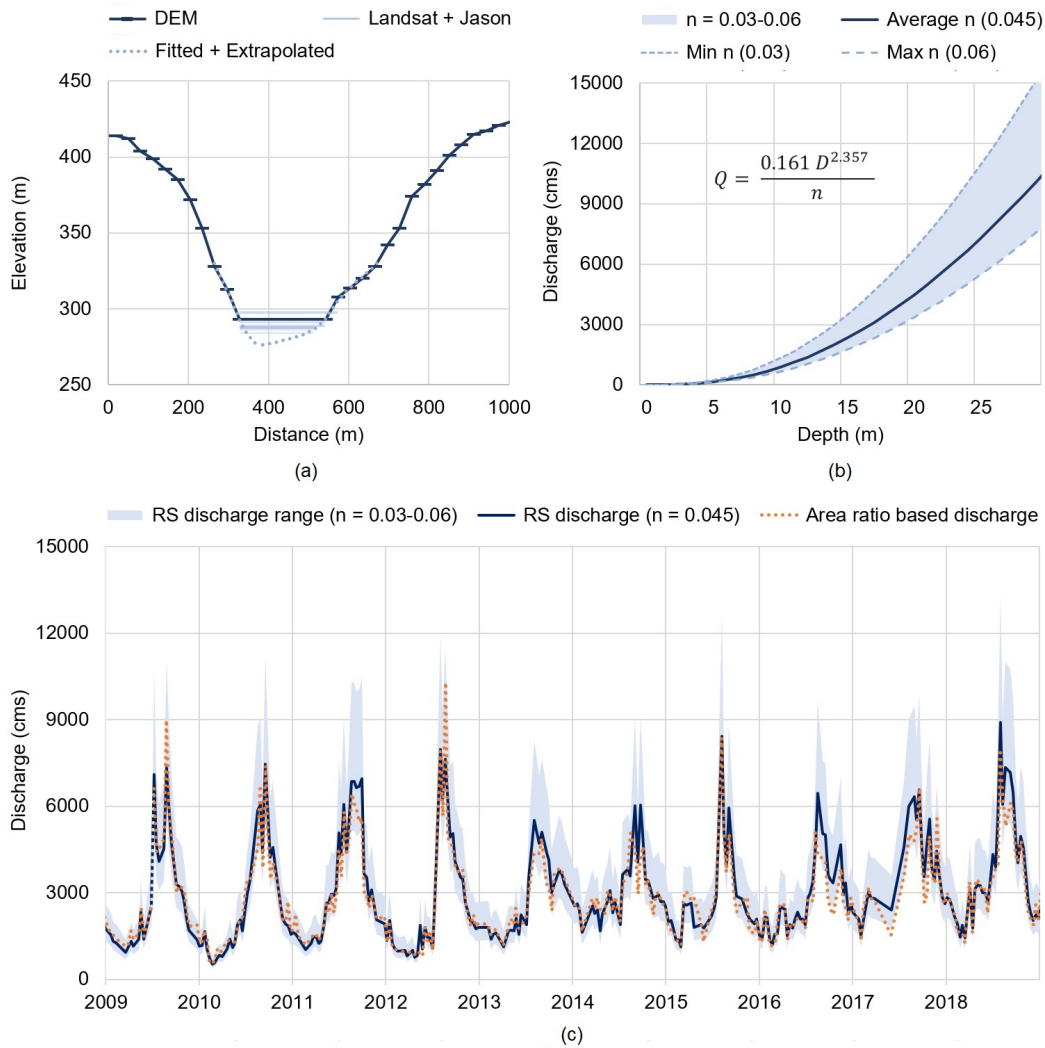 DEM
Landsat + Jason
Fitted + Extrapolated
450
400
350
300
250
Elevation (m)
0 200 400 600 800 1000
Distance (m)
(a)
n = 0.03-0.06
Average n (0.045)
Min n (0.03)
Max n (0.06)
15000
12000
9000
6000
3000
0
Discharge (cms)
Q = 0.161 D^2.357 / n
0 5 10 15 20 25
Depth (m)
(b)
RS discharge range (n = 0.03-0.06)
RS discharge (n = 0.045)
Area ratio based discharge
15000
12000
9000
6000
3000
0
Discharge (cms)
2009 2010 2011 2012 2013 2014 2015 2016 2017 2018
(c)